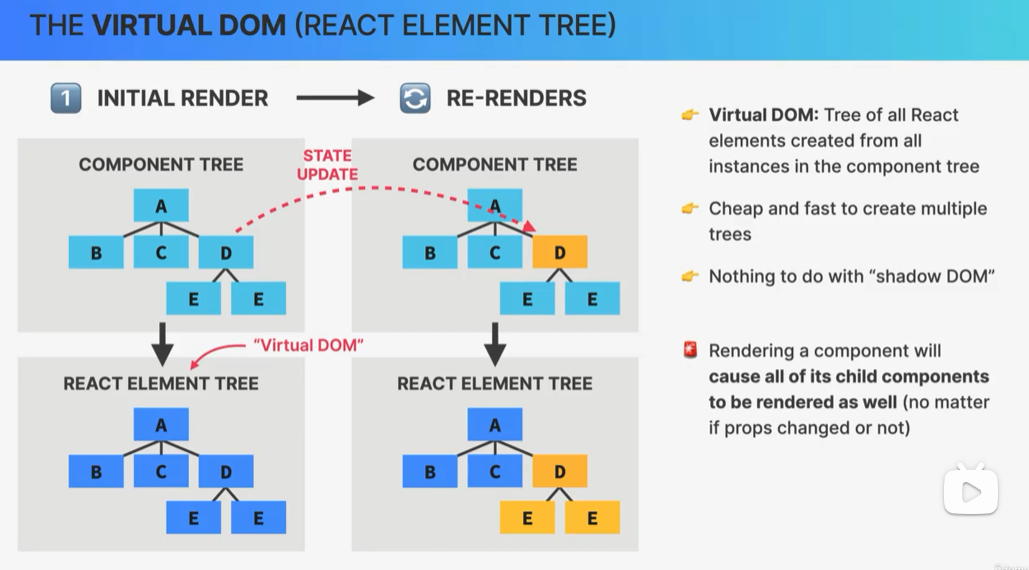 THE VIRTUAL DOM (REACT ELEMENT TREE)
1 INITIAL RENDER
RE-RENDERS
COMPONENT TREE
A
B C D
E E
STATE
UPDATE
COMPONENT TREE
A
B C D
E E
"Virtual DOM"
REACT ELEMENT TREE
A
B C D
E E
REACT ELEMENT TREE
A
B C D
E E
Virtual DOM: Tree of all React
elements created from all
instances in the component tree
Cheap and fast to create multiple
trees
Nothing to do with “shadow DOM”
Rendering a component will
cause all of its child components
to be rendered as well (no matter
if props changed or not)